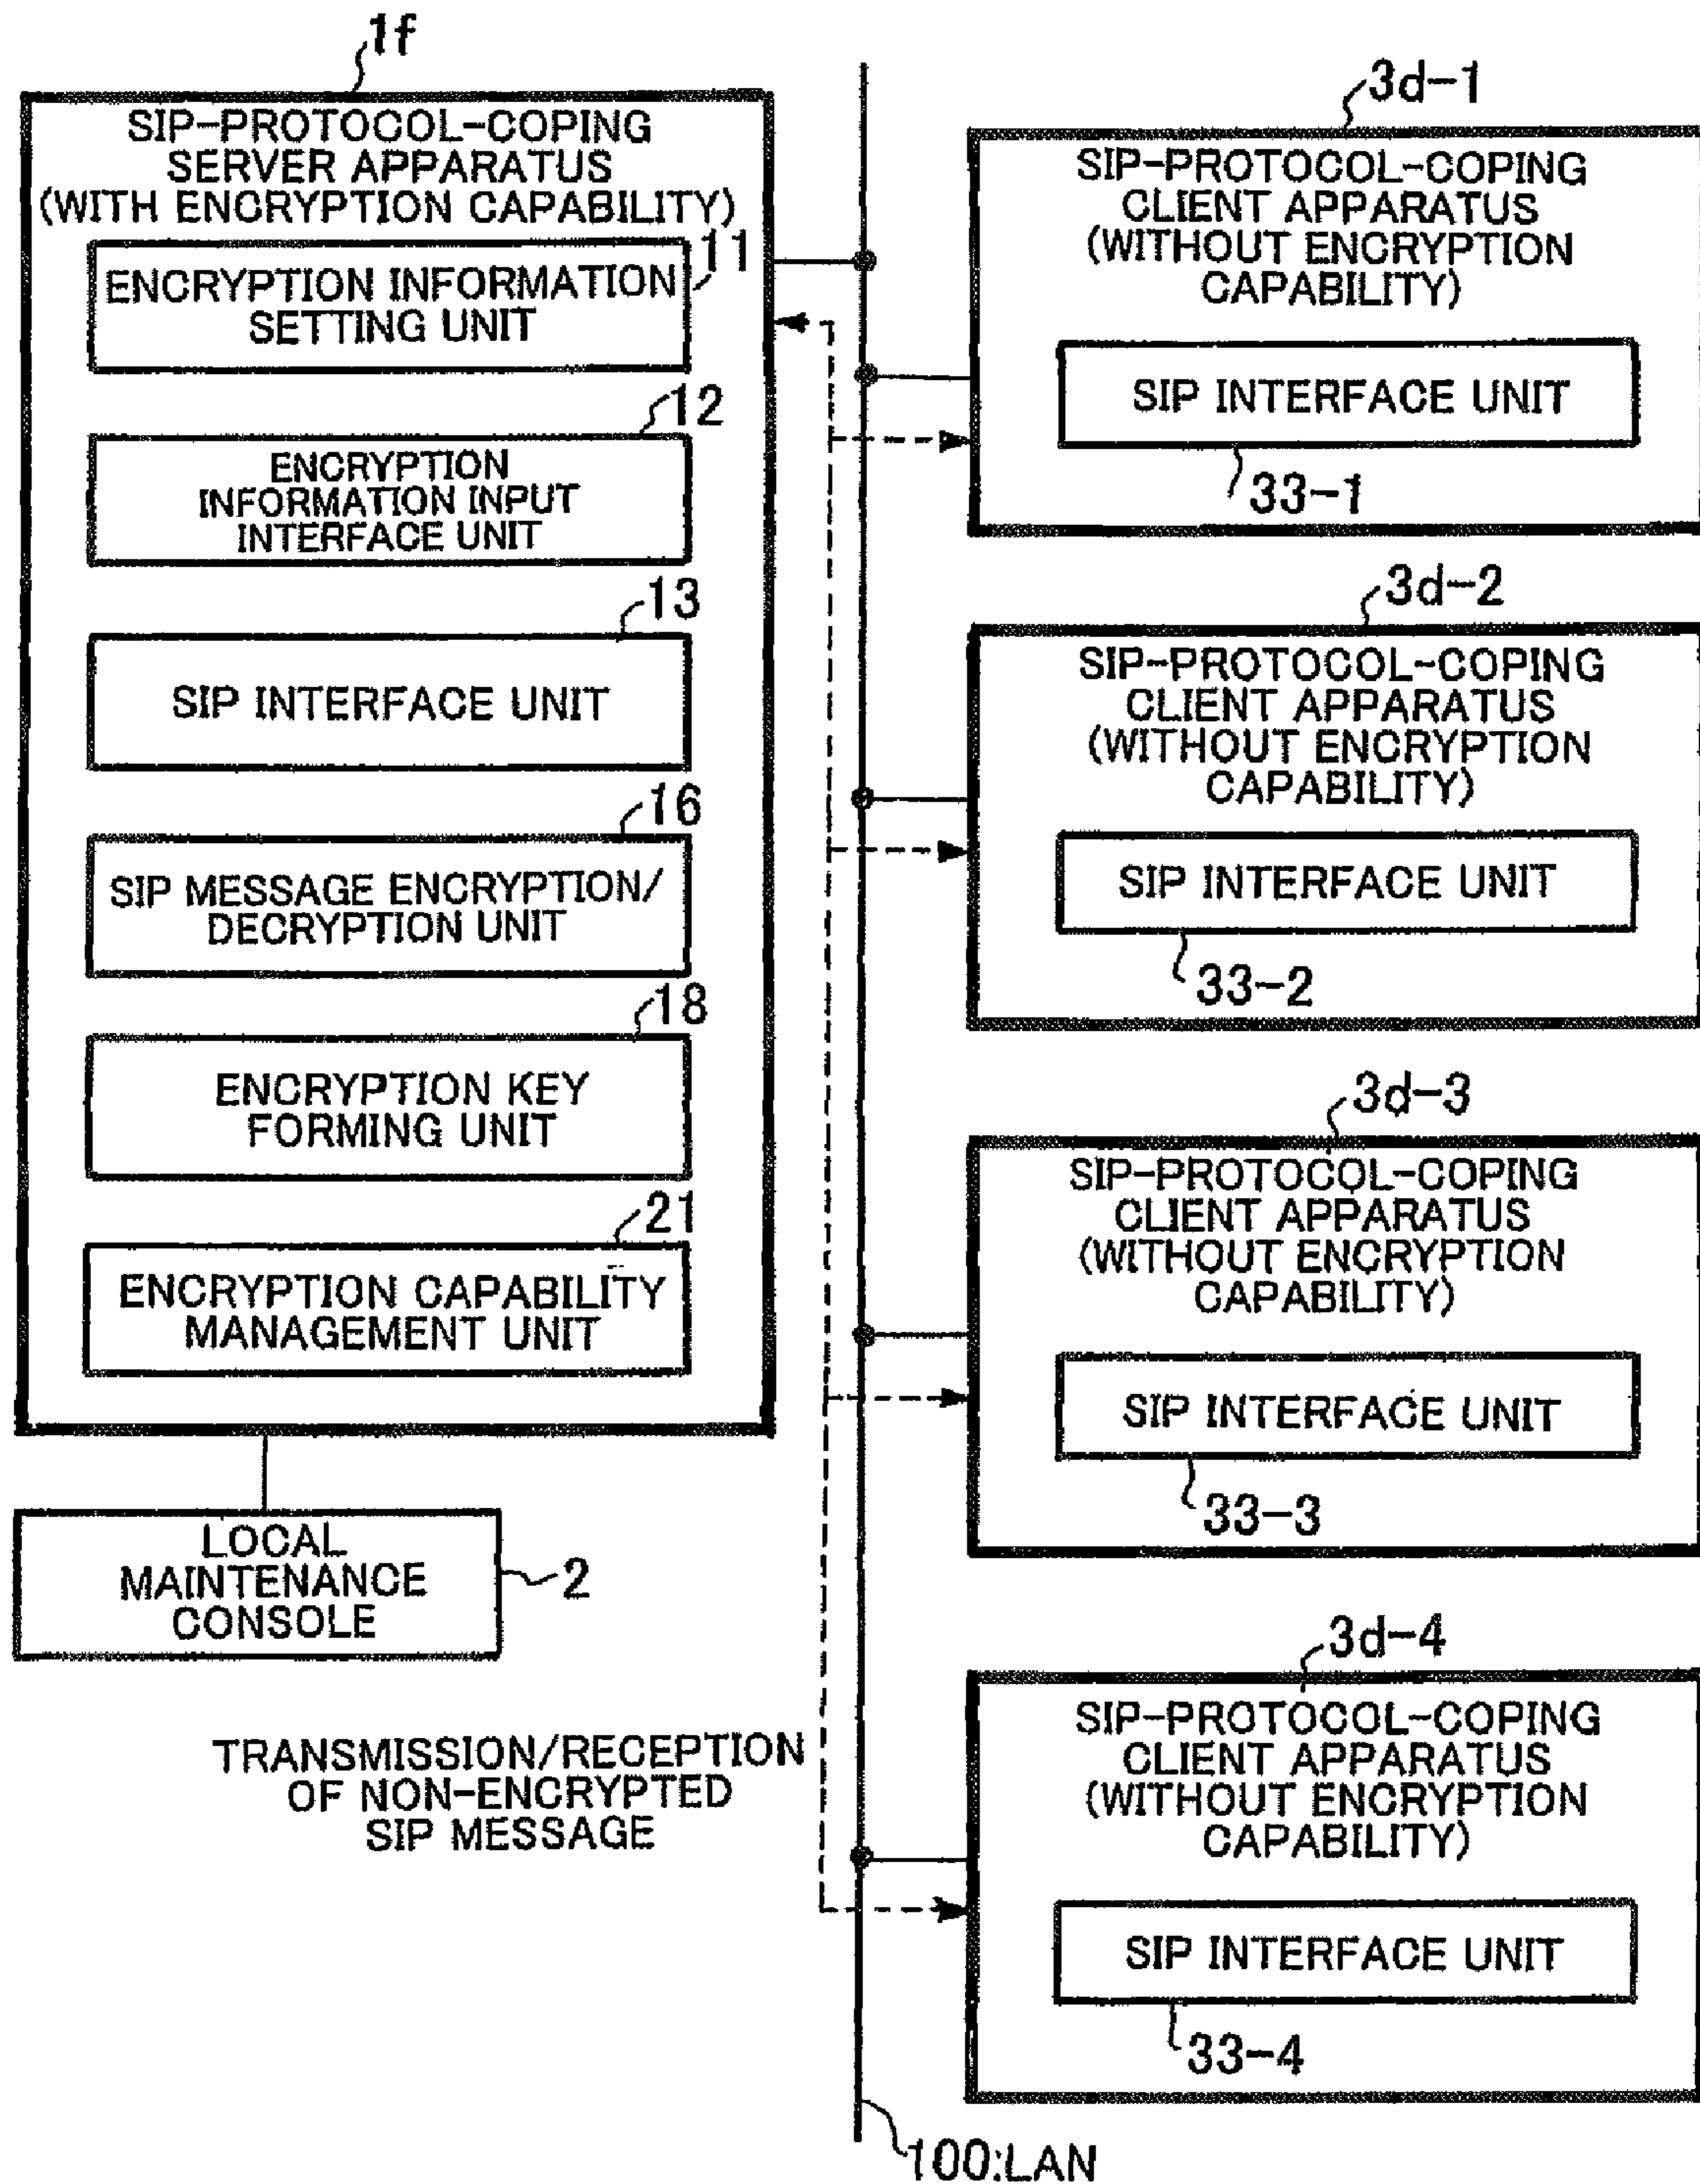 1f
SIP-PROTOCOL-COPING
SERVER APPARATUS
(WITH ENCRYPTION CAPABILITY)
11
ENCRYPTION INFORMATION
SETTING UNIT
12
ENCRYPTION
INFORMATION INPUT
INTERFACE UNIT
13
SIP INTERFACE UNIT
16
SIP MESSAGE ENCRYPTION/
DECRYPTION UNIT
18
ENCRYPTION KEY
FORMING UNIT
21
ENCRYPTION CAPABILITY
MANAGEMENT UNIT
LOCAL
MAINTENANCE
CONSOLE
2
TRANSMISSION/RECEPTION
OF NON-ENCRYPTED
SIP MESSAGE
3d-1
SIP-PROTOCOL-COPING
CLIENT APPARATUS
(WITHOUT ENCRYPTION
CAPABILITY)
SIP INTERFACE UNIT
33-1
3d-2
SIP-PROTOCOL-COPING
CLIENT APPARATUS
(WITHOUT ENCRYPTION
CAPABILITY)
SIP INTERFACE UNIT
33-2
3d-3
SIP-PROTOCOL-COPING
CLIENT APPARATUS
(WITHOUT ENCRYPTION
CAPABILITY)
SIP INTERFACE UNIT
33-3
3d-4
SIP-PROTOCOL-COPING
CLIENT APPARATUS
(WITHOUT ENCRYPTION
CAPABILITY)
SIP INTERFACE UNIT
33-4
100:LAN